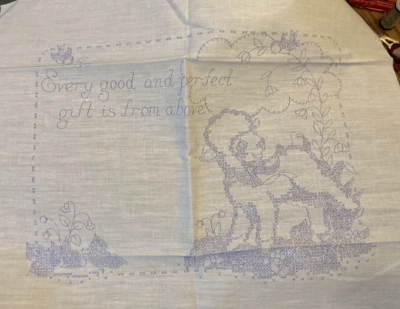 Every good and perfect
gift is from above